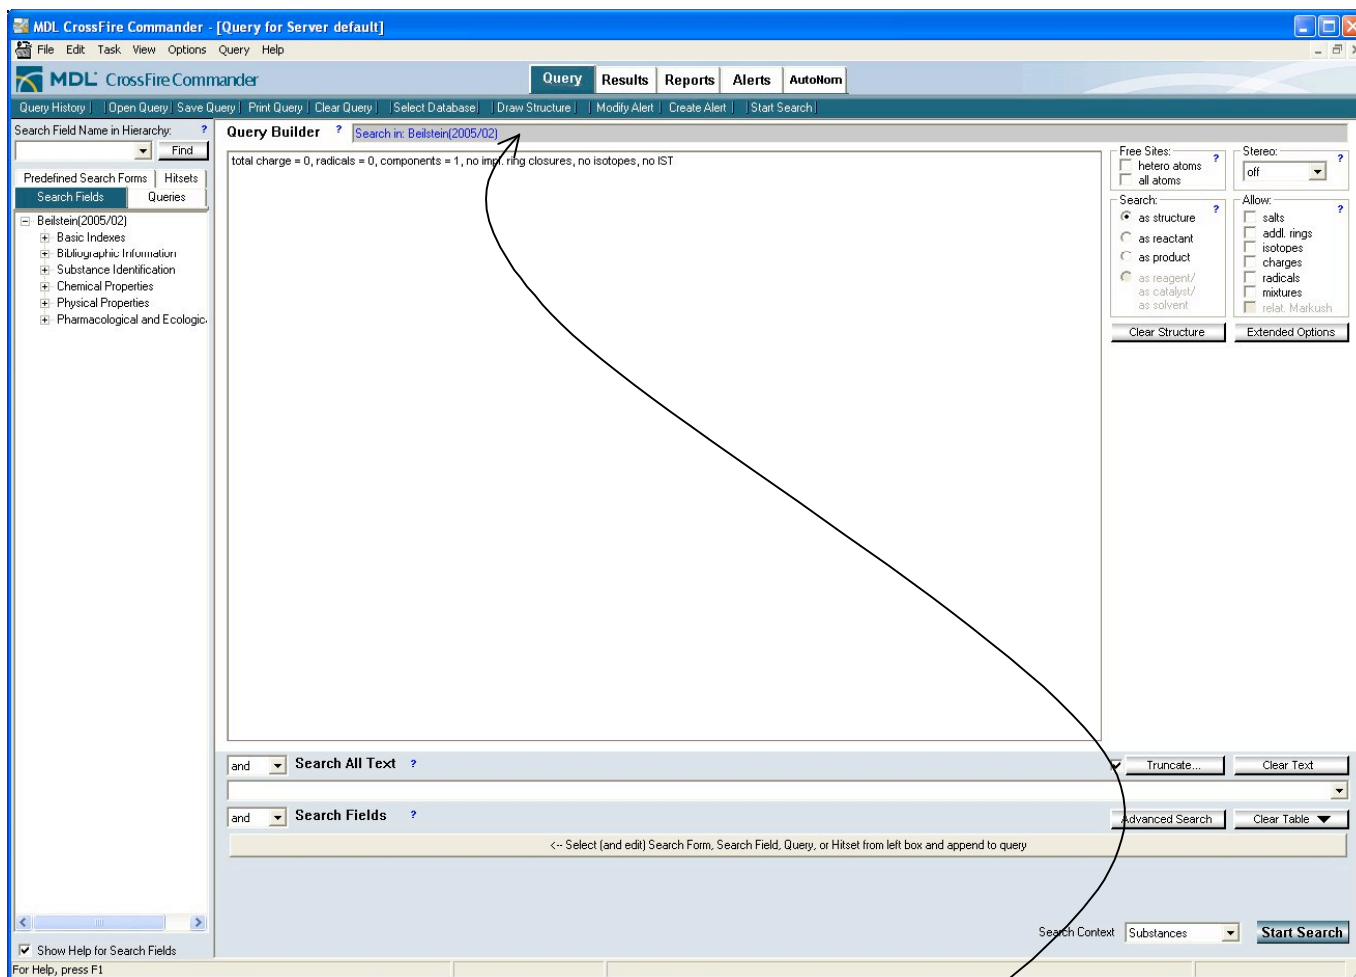 MDL CrossFire Commander - [Query for Server default]
File Edit Task View Options Query Help
MDL CrossFire Commander
Query Results Reports Alerts AutoNom
Query History | Open Query | Save Query | Print Query | Clear Query | Select Database | Draw Structure | Modify Alert | Create Alert | Start Search
Search Field Name in Hierarchy: ?
Find
Predefined Search Forms Hitsets
Search Fields Queries
Beilstein(2005/02)
Basic Indexes
Bibliographic Information
Substance Identification
Chemical Properties
Physical Properties
Pharmacological and Ecologic
Show Help for Search Fields
Query Builder ? Search in: Beilstein(2005/02)
total charge = 0, radicals = 0, components = 1, no impl. ring closures, no isotopes, no IST
Free Sites: ?
hetero atoms
all atoms
Stereo: ?
off
Search: ?
as structure
as reactant
as product
as reagent/
as catalyst/
as solvent
Allow: ?
salts
addl. rings
isotopes
charges
radicals
mixtures
relat. Markush
Clear Structure Extended Options
and Search All Text ? Truncate... Clear Text
and Search Fields ? Advanced Search Clear Table
<-- Select (and edit) Search Form, Search Field, Query, or Hitset from left box and append to query
Search Context Substances Start Search
For Help, press F1